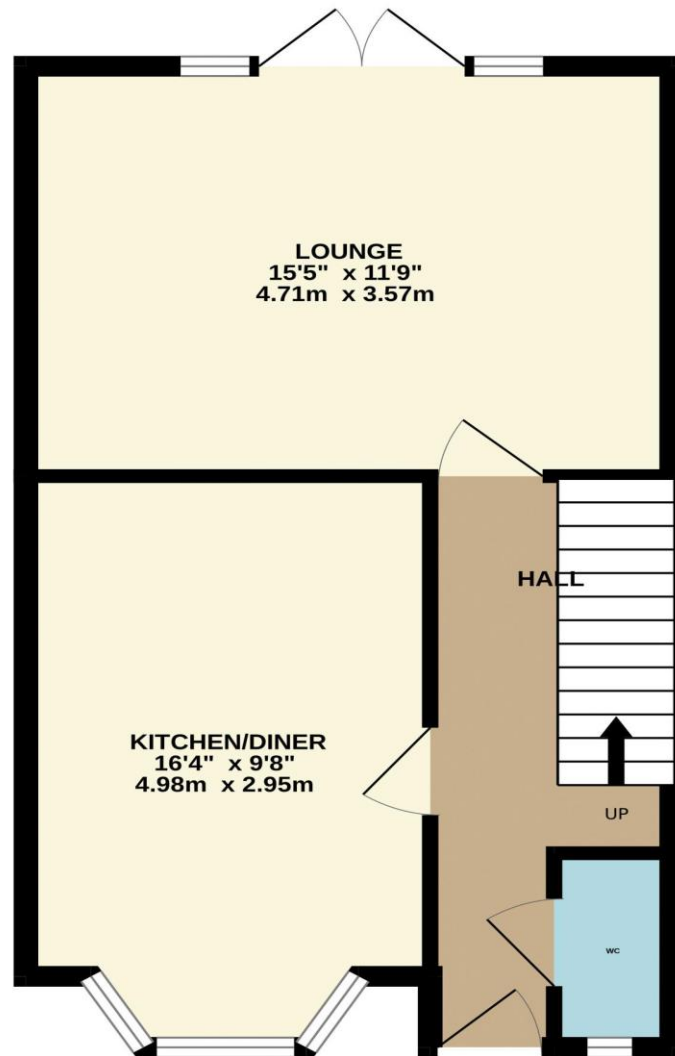 LOUNGE
15'5" x 11'9"
4.71m x 3.57m
HALL
KITCHEN/DINER
16'4" x 9'8"
4.98m x 2.95m
UP
WC